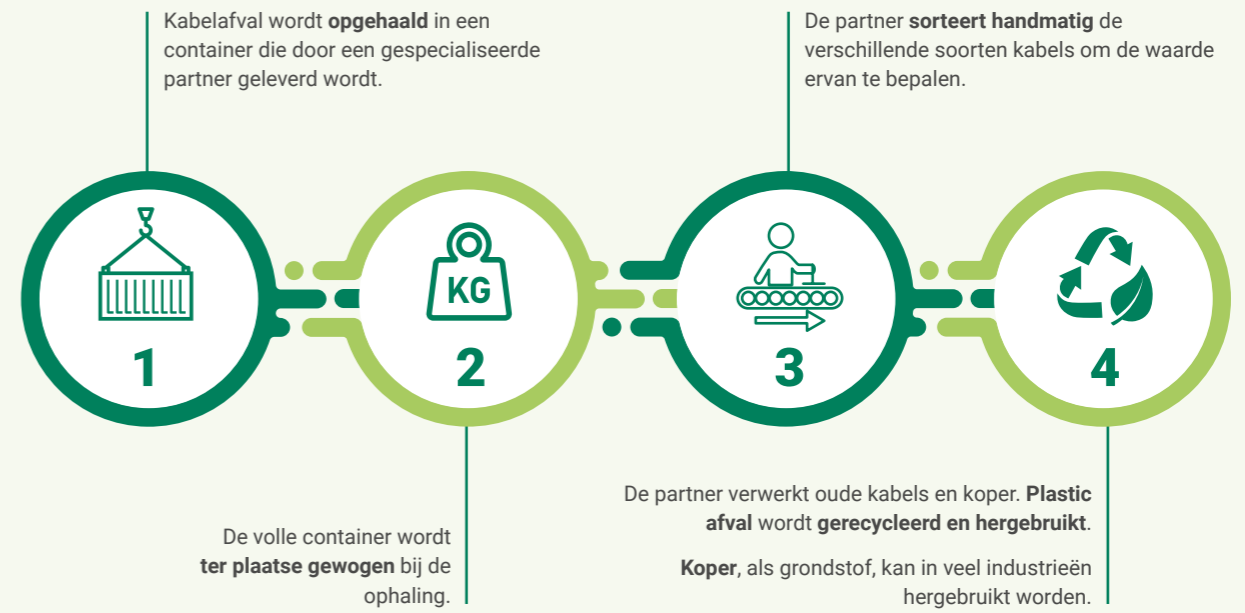 Kabelafval wordt opgehaald in een
container die door een gespecialiseerde
partner geleverd wordt.
De partner sorteert handmatig de
verschillende soorten kabels om de waarde
ervan te bepalen.
KG
1
2
3
4
De volle container wordt
ter plaatse gewogen bij de
ophaling.
De partner verwerkt oude kabels en koper. Plastic
afval wordt gerecycleerd en hergebruikt.
Koper, als grondstof, kan in veel industrieën
hergebruikt worden.